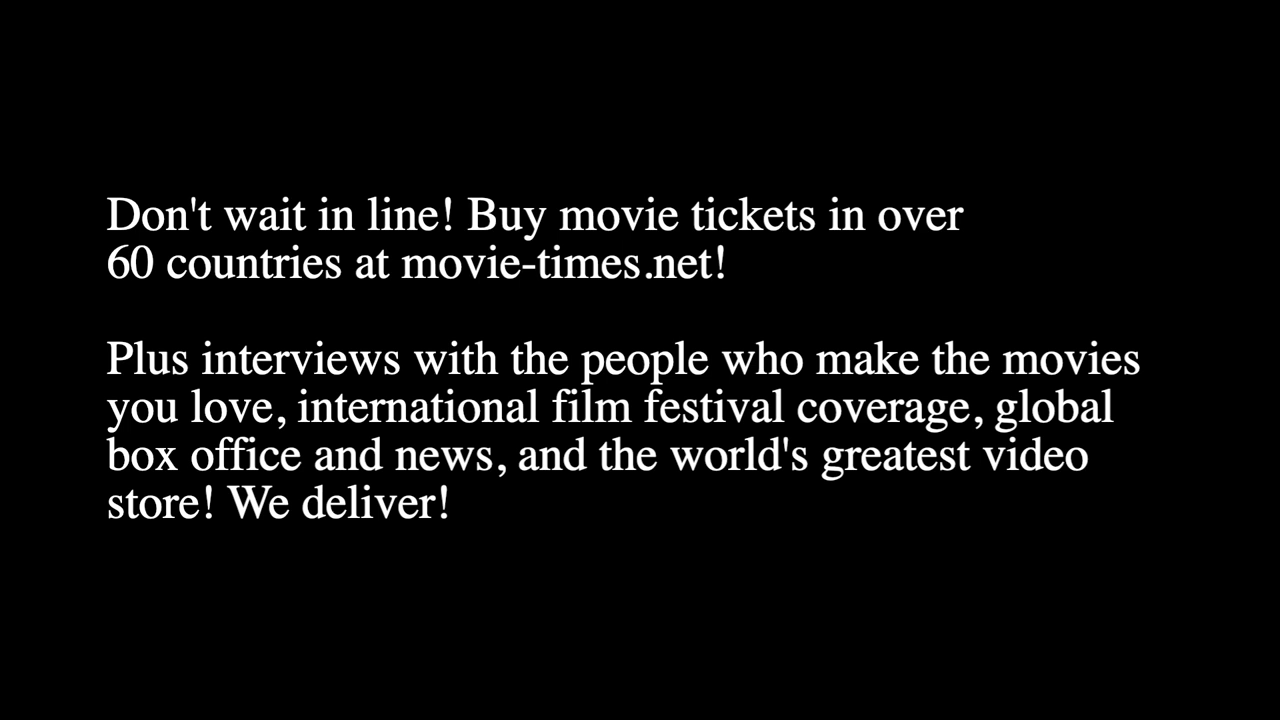 Don't wait in line! Buy movie tickets in over
60 countries at movie-times.net!
Plus interviews with the people who make the movies
you love, international film festival coverage, global
box office and news, and the world's greatest video
store! We deliver!